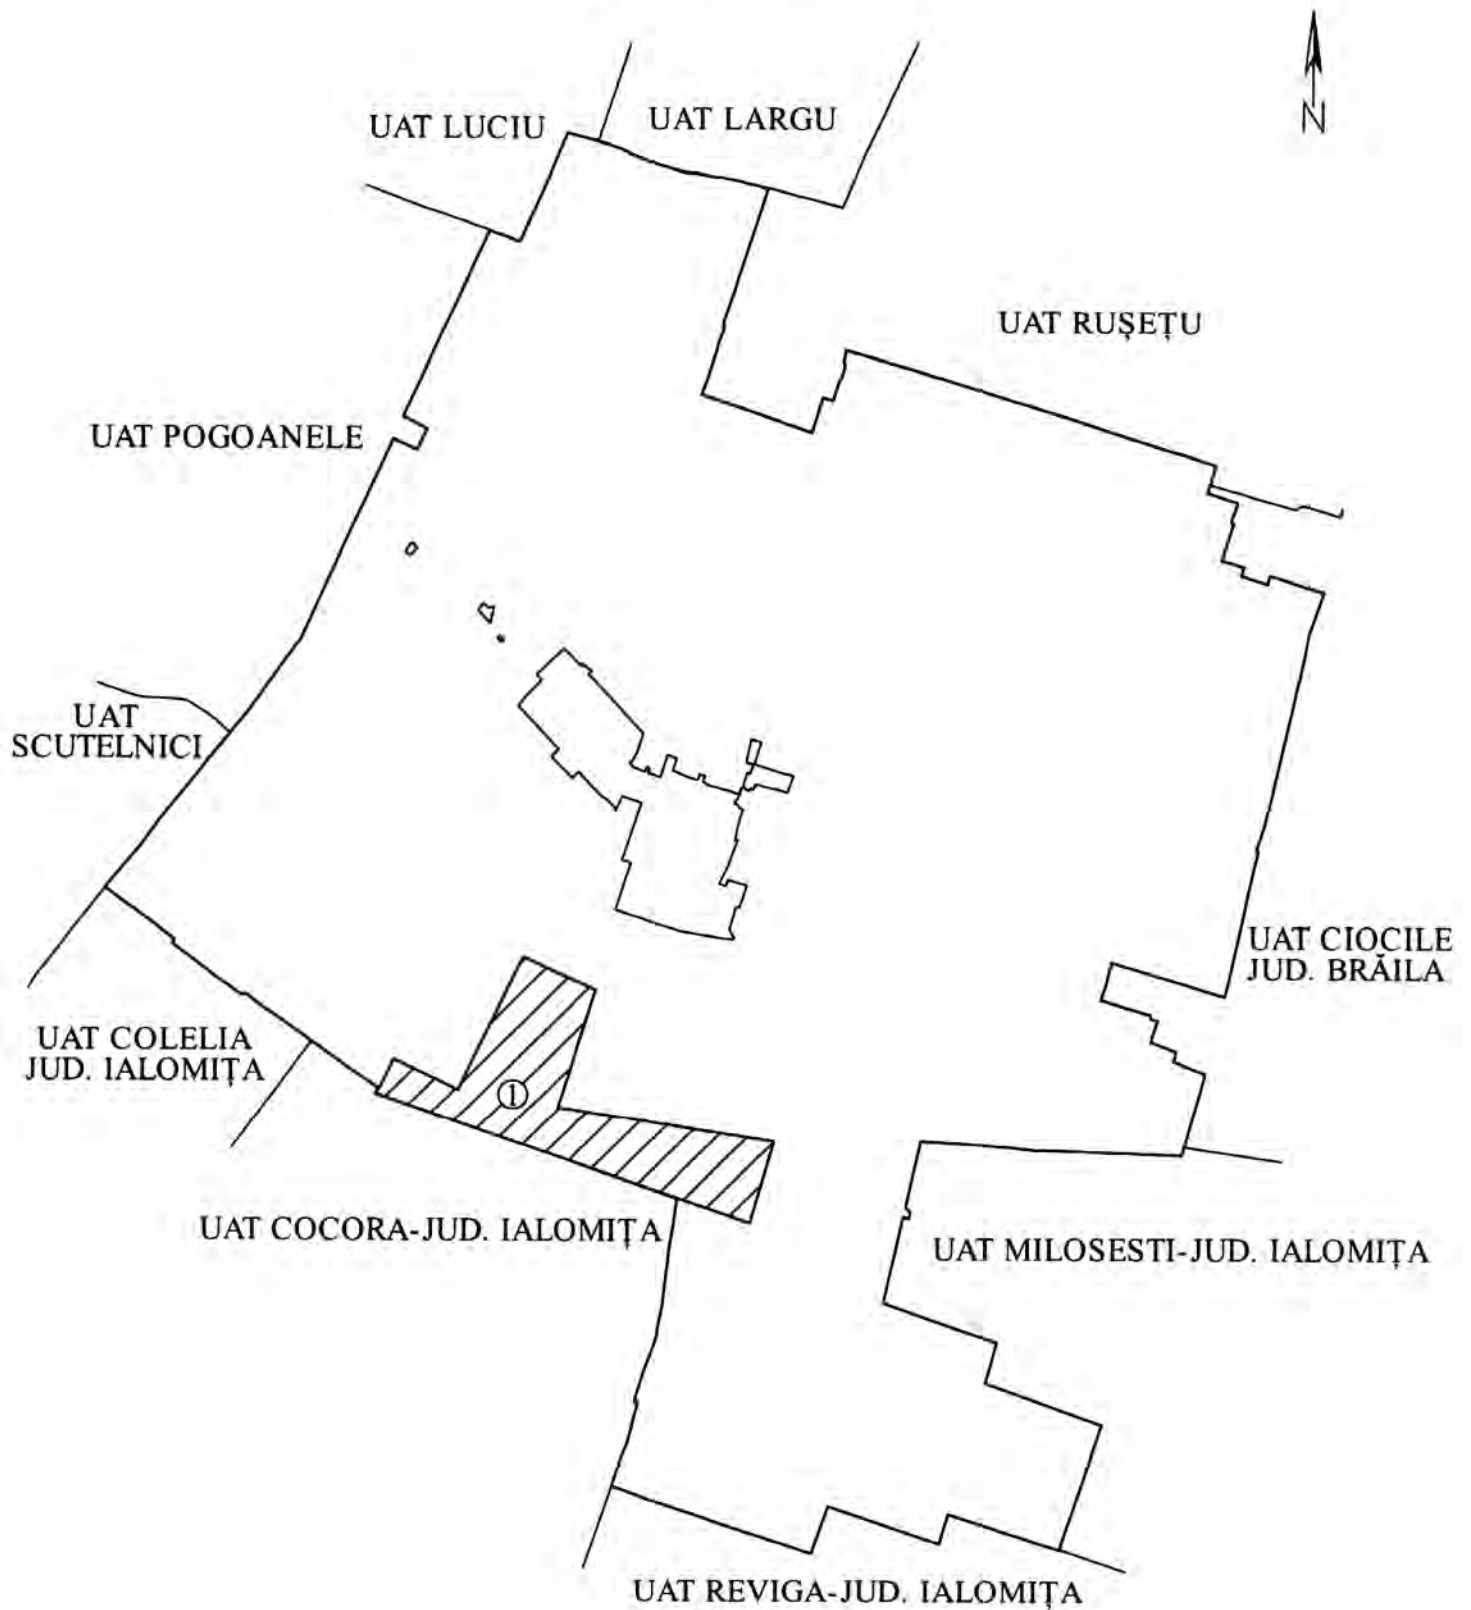 UAT LUCIU
UAT LARGU
N
UAT RUȘEȚU
UAT POGOANELE
UAT
SCUTELNICI
UAT CIOCILE
JUD. BRĂILA
UAT COLELIA
JUD. IALOMIȚA
1
UAT COCORA-JUD. IALOMIȚA
UAT MILOSESTI-JUD. IALOMIȚA
UAT REVIGA-JUD. IALOMIȚA